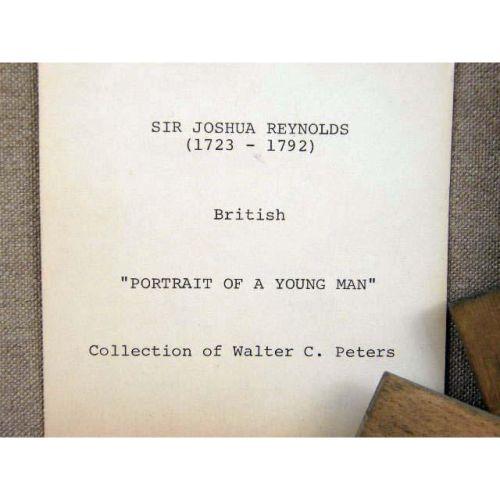 SIR JOSHUA REYNOLDS
(1723 - 1792)
British
"PORTRAIT OF A YOUNG MAN"
Collection of Walter C. Peters